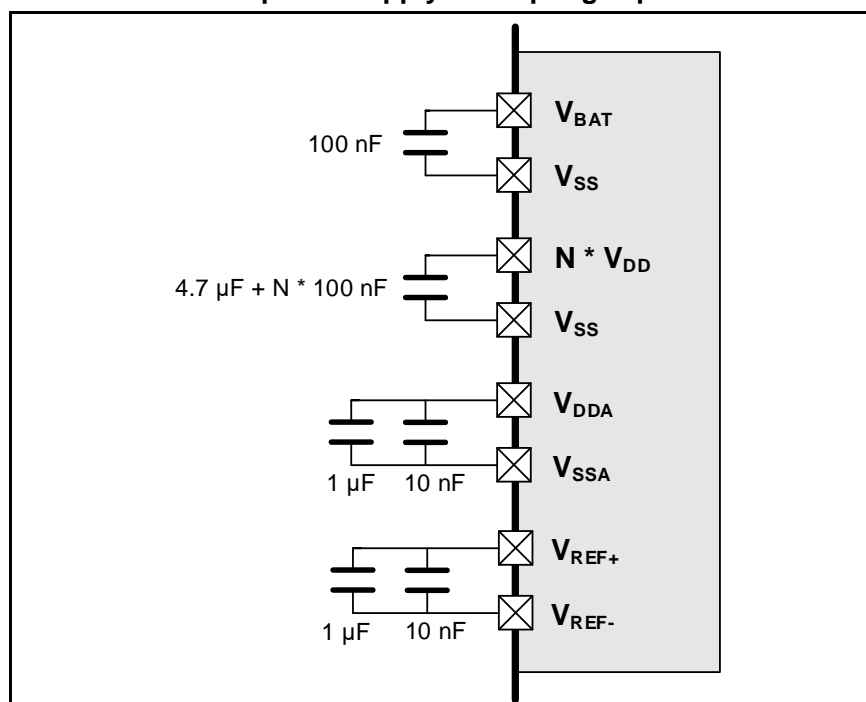 100 nF
V_BAT
V_SS
4.7 µF + N * 100 nF
N * V_DD
V_SS
V_DDA
V_SSA
1 µF 10 nF
V_REF+
V_REF-
1 µF 10 nF